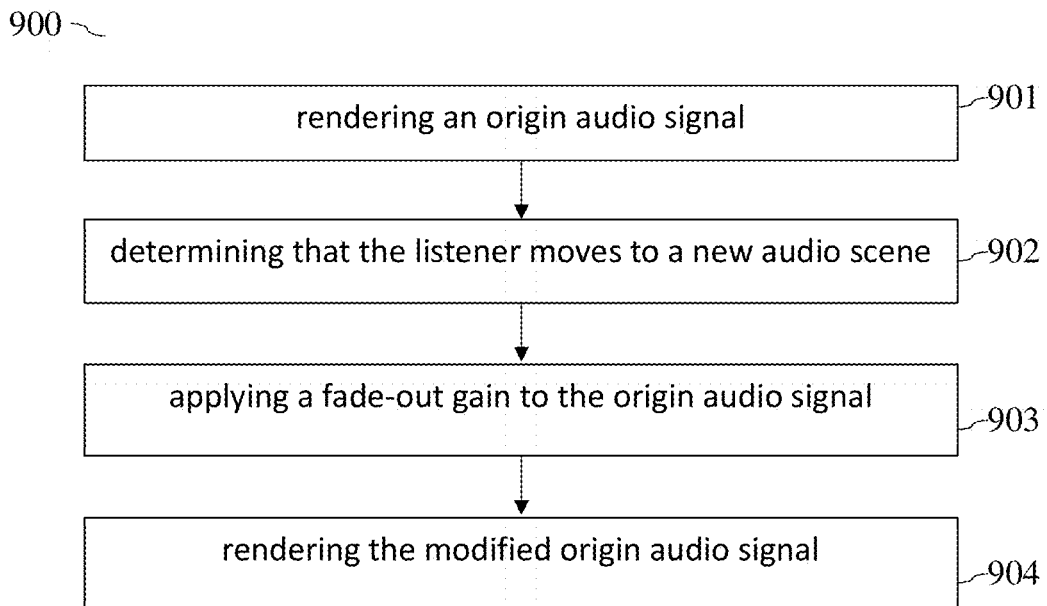 900
rendering an origin audio signal
901
determining that the listener moves to a new audio scene
902
applying a fade-out gain to the origin audio signal
903
rendering the modified origin audio signal
904